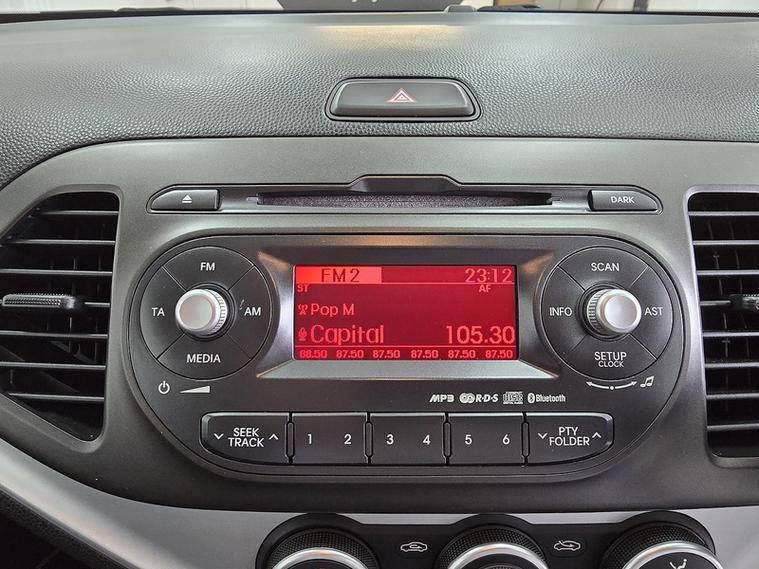 DARK
FM
TA
AM
MEDIA
FM 2 23:12
ST AF
Pop M
Capital 105.30
88.50 87.50 87.50 87.50 87.50 87.50
SCAN
INFO
AST
SETUP
CLOCK
MP3 R·D·S Bluetooth
SEEK
TRACK
1 2 3 4 5 6
PTY
FOLDER